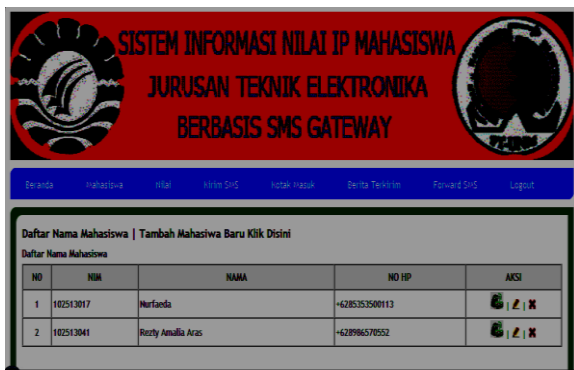 SISTEM INFORMASI NILAI IP MAHASISWA
JURUSAN TEKNIK ELEKTRONIKA
BERBASIS SMS GATEWAY
Beranda Mahasiswa Nilai Kirim SMS Kotak Masuk Berita Terkirim Forward SMS Logout
Daftar Nama Mahasiswa | Tambah Mahasiwa Baru Klik Disini
Daftar Nama Mahasiswa
NO NIM NAMA NO HP AKSI
1 102513017 Nurfaeda +6285353500113 | |
2 102513041 Rezty Amalia Aras +628986570552 | |